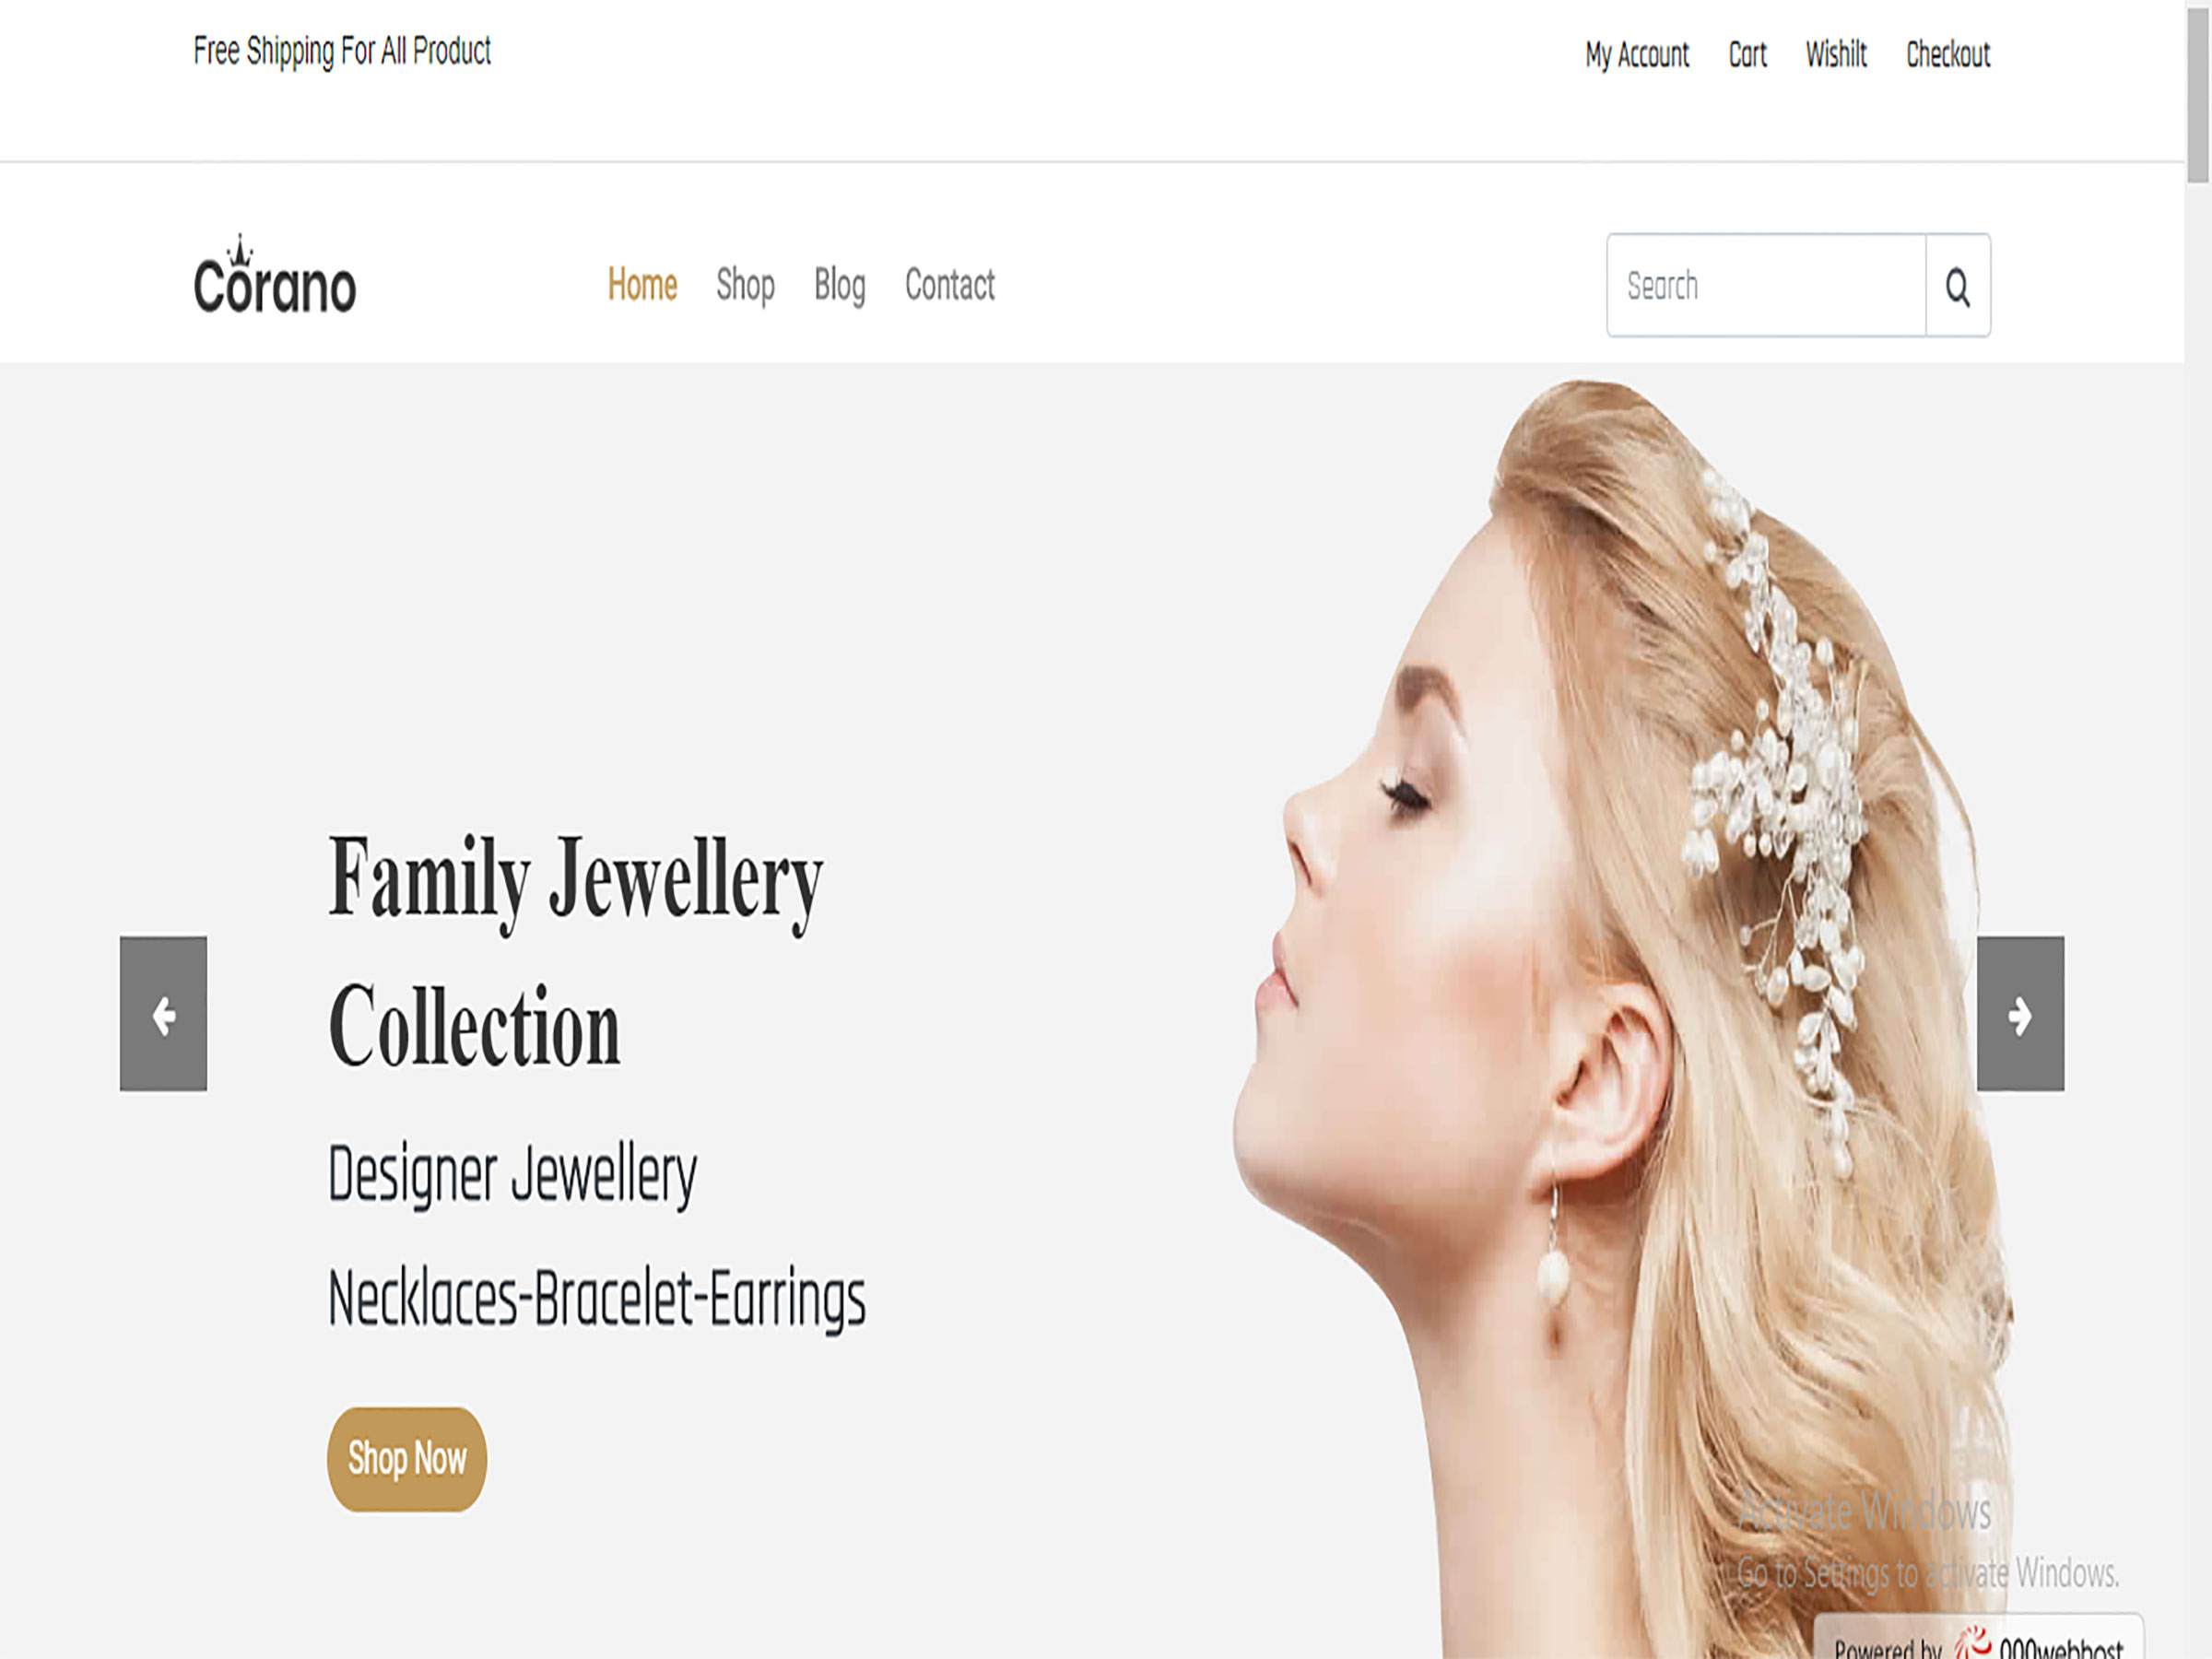 Free Shipping For All Product
My Account Cart Wishilt Checkout
Corano
Home Shop Blog Contact
Search
Family Jewellery
Collection
Designer Jewellery
Necklaces-Bracelet-Earrings
Shop Now
Activate Windows
Go to Settings to activate Windows.
Powered by 000webhost